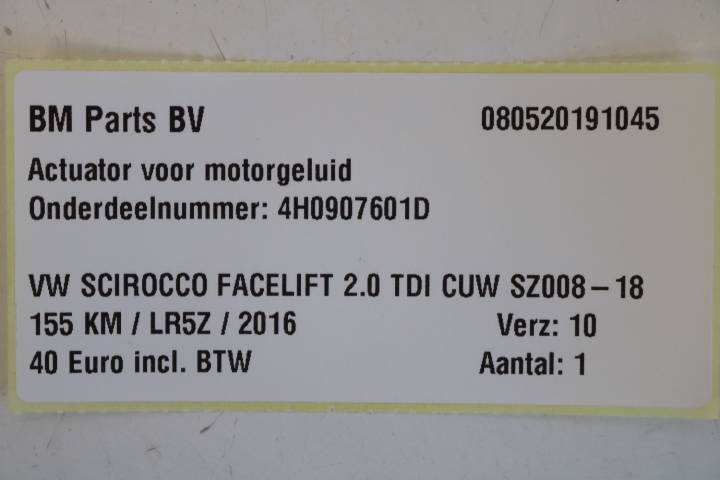 BM Parts BV 080520191045
Actuator voor motorgeluid
Onderdeelnummer: 4H0907601D
VW SCIROCCO FACELIFT 2.0 TDI CUW SZ008-18
155 KM / LR5Z / 2016 Verz: 10
40 Euro incl. BTW Aantal: 1